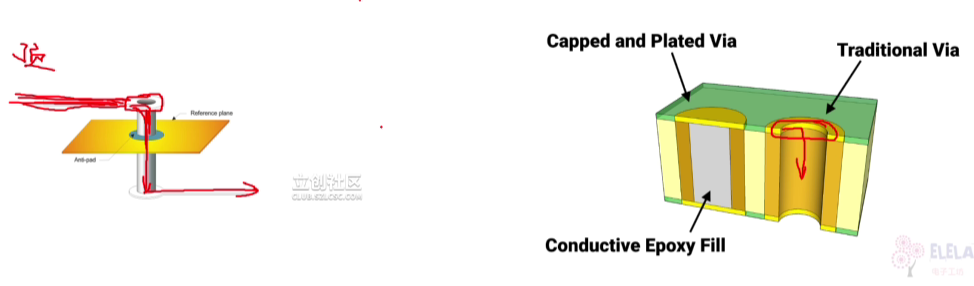 Reference plane
Anti-pad
立创社区
CLUB.SZLCSC.COM
Capped and Plated Via
Traditional Via
Conductive Epoxy Fill
ELELA
电子工坊